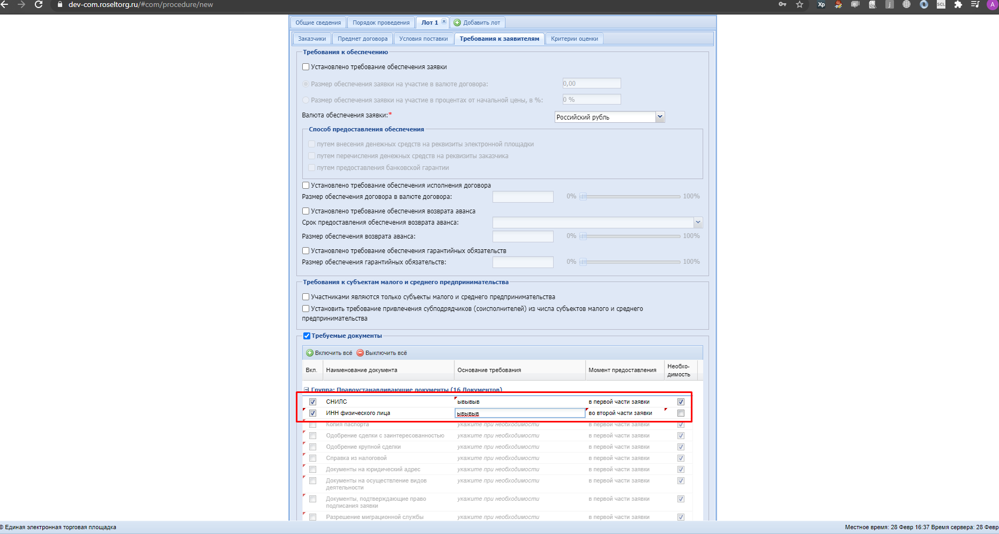 dev-com.roseltorg.ru/#com/procedure/new
Xp
SCL
j
A
Общие сведения
Порядок проведения
Лот 1
Добавить лот
Заказчики
Предмет договора
Условия поставки
Требования к заявителям
Критерии оценки
Требования к обеспечению
Установлено требование обеспечения заявки
Размер обеспечения заявки на участие в валюте договора: 0,00
Размер обеспечения заявки на участие в процентах от начальной цены, в %: 0 %
Валюта обеспечения заявки:* Российский рубль
Способ предоставления обеспечения
путем внесения денежных средств на реквизиты электронной площадки
путем перечисления денежных средств на реквизиты заказчика
путем предоставления банковской гарантии
Установлено требование обеспечения исполнения договора
Размер обеспечения договора в валюте договора: 0% 100%
Установлено требование обеспечения возврата аванса
Срок предоставления обеспечения возврата аванса:
Размер обеспечения возврата аванса: 0% 100%
Установлено требование обеспечения гарантийных обязательств
Размер обеспечения гарантийных обязательств: 0% 100%
Требования к субъектам малого и среднего предпринимательства
Участниками являются только субъекты малого и среднего предпринимательства
Установить требование привлечения субподрядчиков (соисполнителей) из числа субъектов малого и среднего
предпринимательства
Требуемые документы
Включить всё Выключить всё
Вкл. Наименование документа Основание требования Момент предоставления Необхо-
димость
Группа: Правоустанавливающие документы (16 Документов)
СНИЛС ывывыв в первой части заявки
ИНН физического лица ывывыв во второй части заявки
Копия паспорта укажите при необходимости в первой части заявки
Одобрение сделки с заинтересованностью укажите при необходимости в первой части заявки
Одобрение крупной сделки укажите при необходимости в первой части заявки
Справка из налоговой укажите при необходимости в первой части заявки
Документы на юридический адрес укажите при необходимости в первой части заявки
Документы на осуществление видов укажите при необходимости в первой части заявки
деятельности
Документы, подтверждающие право укажите при необходимости в первой части заявки
подписания заявки
Разрешение миграционной службы укажите при необходимости в первой части заявки
© Единая электронная торговая площадка
Местное время: 28 Февр 16:37 Время сервера: 28 Февр